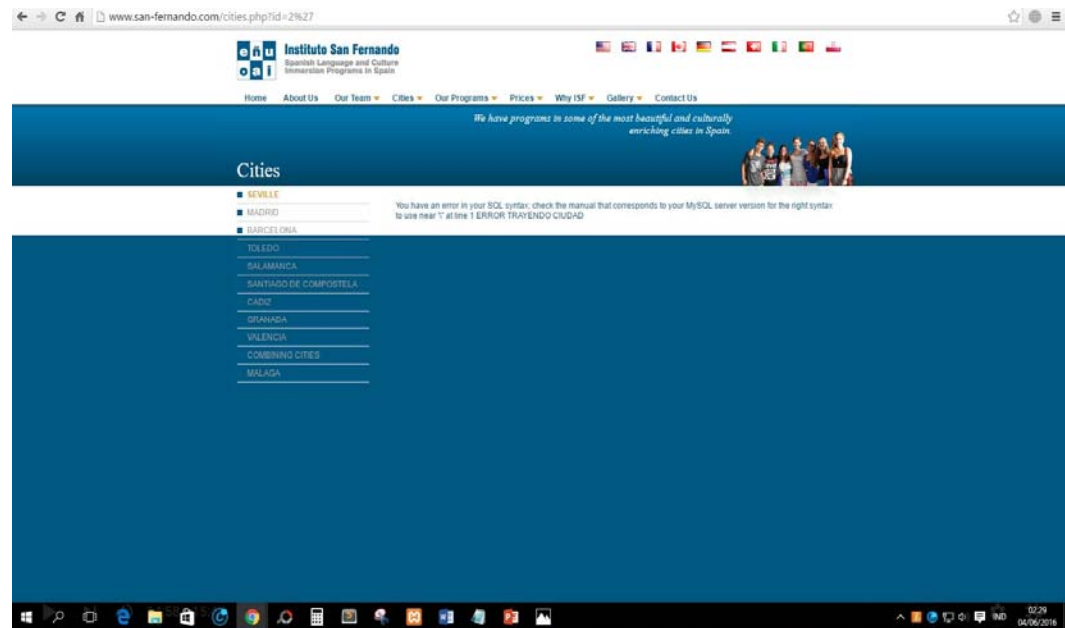 www.san-fernando.com/cities.php?id=2%27
eñu
oai
Instituto San Fernando
Spanish Language and Culture
Immersion Programs in Spain
Home About Us Our Team Cities Our Programs Prices Why ISF Gallery Contact Us
We have programs in some of the most beautiful and culturally
enriching cities in Spain.
Cities
SEVILLE
MADRID
BARCELONA
TOLEDO
SALAMANCA
SANTIAGO DE COMPOSTELA
CADIZ
GRANADA
VALENCIA
COMBINING CITIES
MALAGA
You have an error in your SQL syntax; check the manual that corresponds to your MySQL server version for the right syntax
to use near '\'' at line 1 ERROR TRAYENDO CIUDAD
IND
02:29
04/06/2016